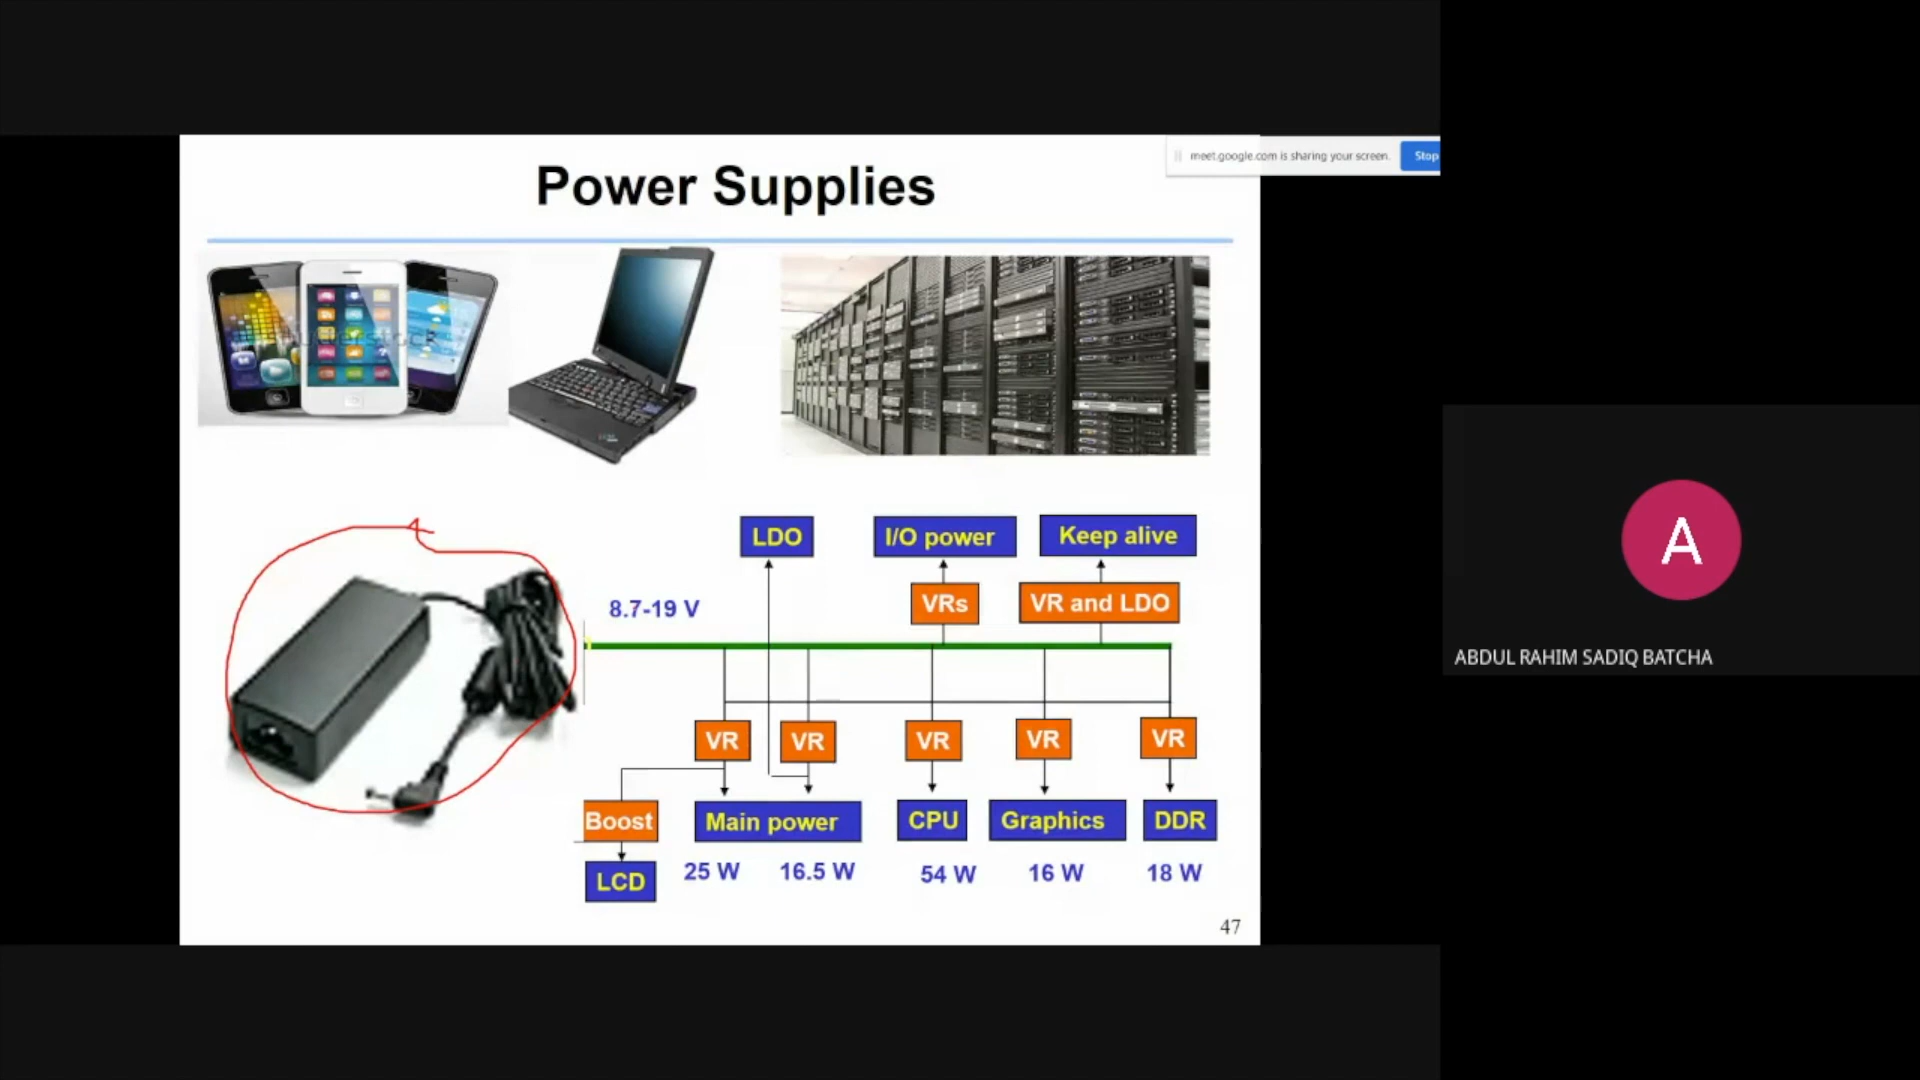 meet.google.com is sharing your screen.
Stop
Power Supplies
LDO
I/O power
Keep alive
8.7-19 V
VRs
VR and LDO
VR
VR
VR
VR
VR
Boost
Main power
CPU
Graphics
DDR
LCD
25 W
16.5 W
54 W
16 W
18 W
47
A
ABDUL RAHIM SADIQ BATCHA